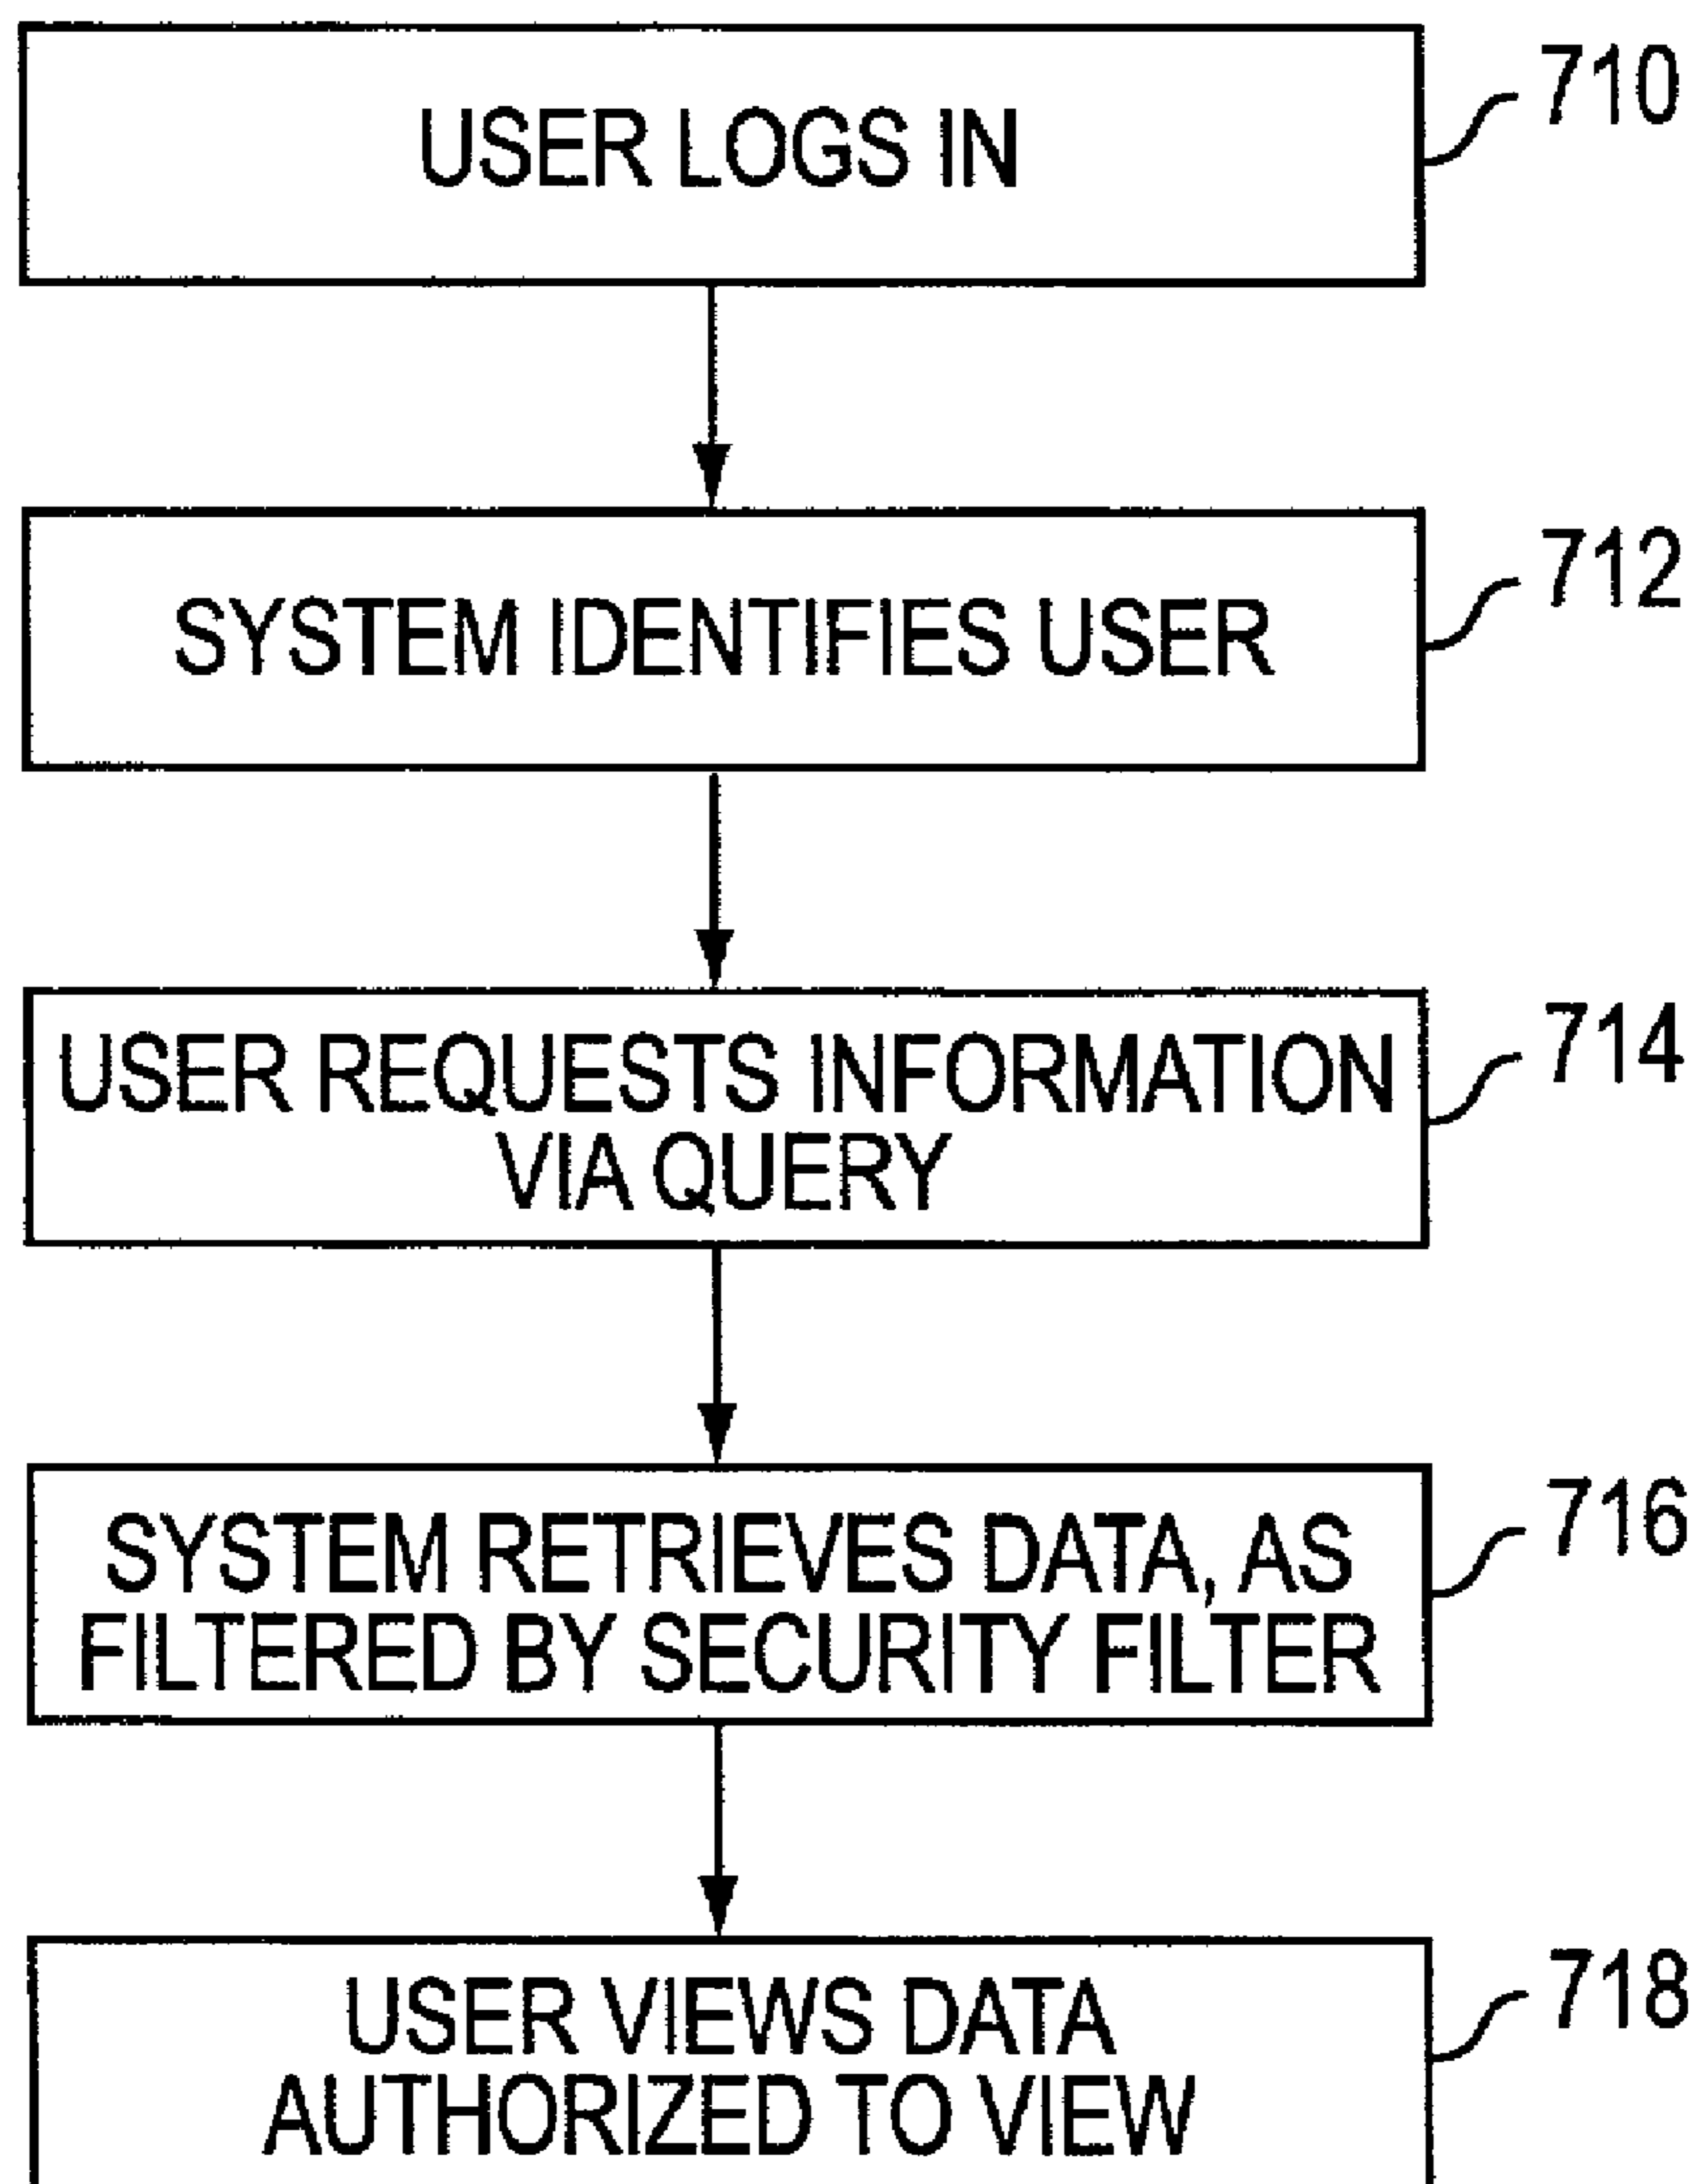 USER LOGS IN
710
SYSTEM IDENTIFIES USER
712
USER REQUESTS INFORMATION
VIA QUERY
714
SYSTEM RETRIEVES DATA, AS
FILTERED BY SECURITY FILTER
716
USER VIEWS DATA
AUTHORIZED TO VIEW
718